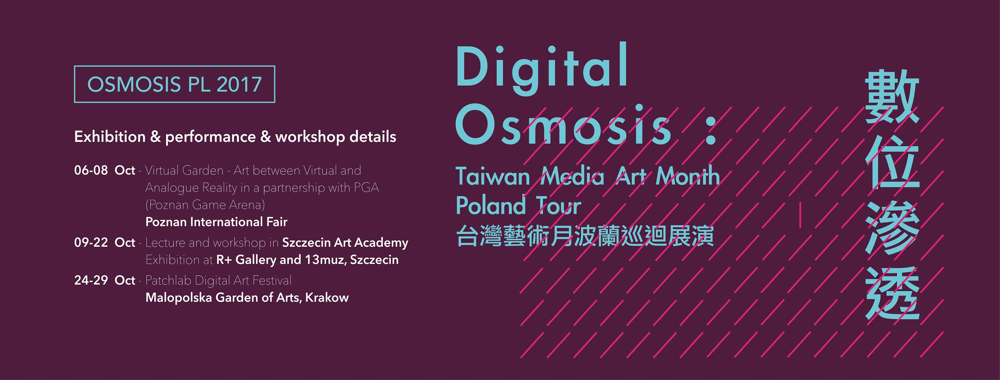 OSMOSIS PL 2017
Exhibition & performance & workshop details
06-08 Oct - Virtual Garden - Art between Virtual and
Analogue Reality in a partnership with PGA
(Poznan Game Arena)
Poznan International Fair
09-22 Oct - Lecture and workshop in Szczecin Art Academy
Exhibition at R+ Gallery and 13muz, Szczecin
24-29 Oct - Patchlab Digital Art Festival
Malopolska Garden of Arts, Krakow
Digital
Osmosis :
Taiwan Media Art Month
Poland Tour
台灣藝術月波蘭巡迴展演
數位滲透